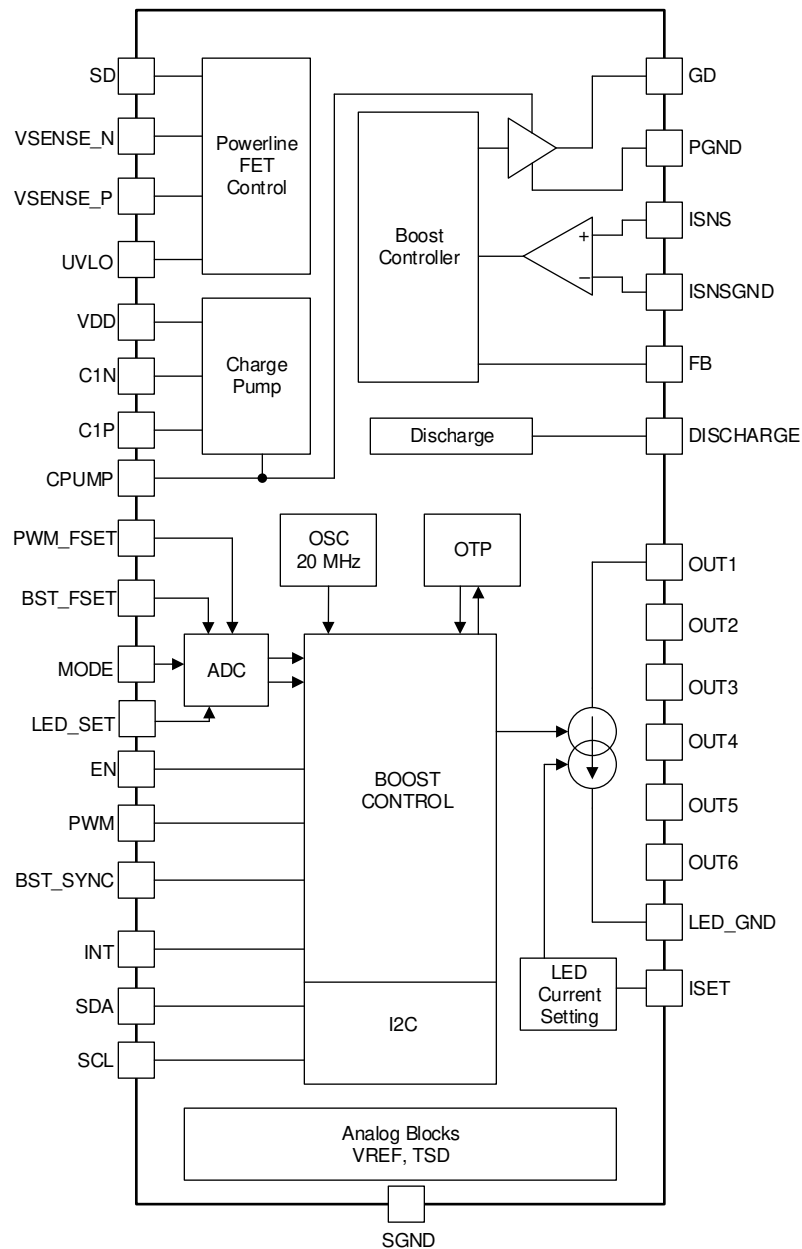 SD
VSENSE_N
VSENSE_P
UVLO
VDD
C1N
C1P
CPUMP
PWM_FSET
BST_FSET
MODE
LED_SET
EN
PWM
BST_SYNC
INT
SDA
SCL
Powerline
FET
Control
Charge
Pump
Boost
Controller
+
−
Discharge
OSC
20 MHz
OTP
ADC
BOOST
CONTROL
I2C
LED
Current
Setting
Analog Blocks
VREF, TSD
GD
PGND
ISNS
ISNSGND
FB
DISCHARGE
OUT1
OUT2
OUT3
OUT4
OUT5
OUT6
LED_GND
ISET
SGND